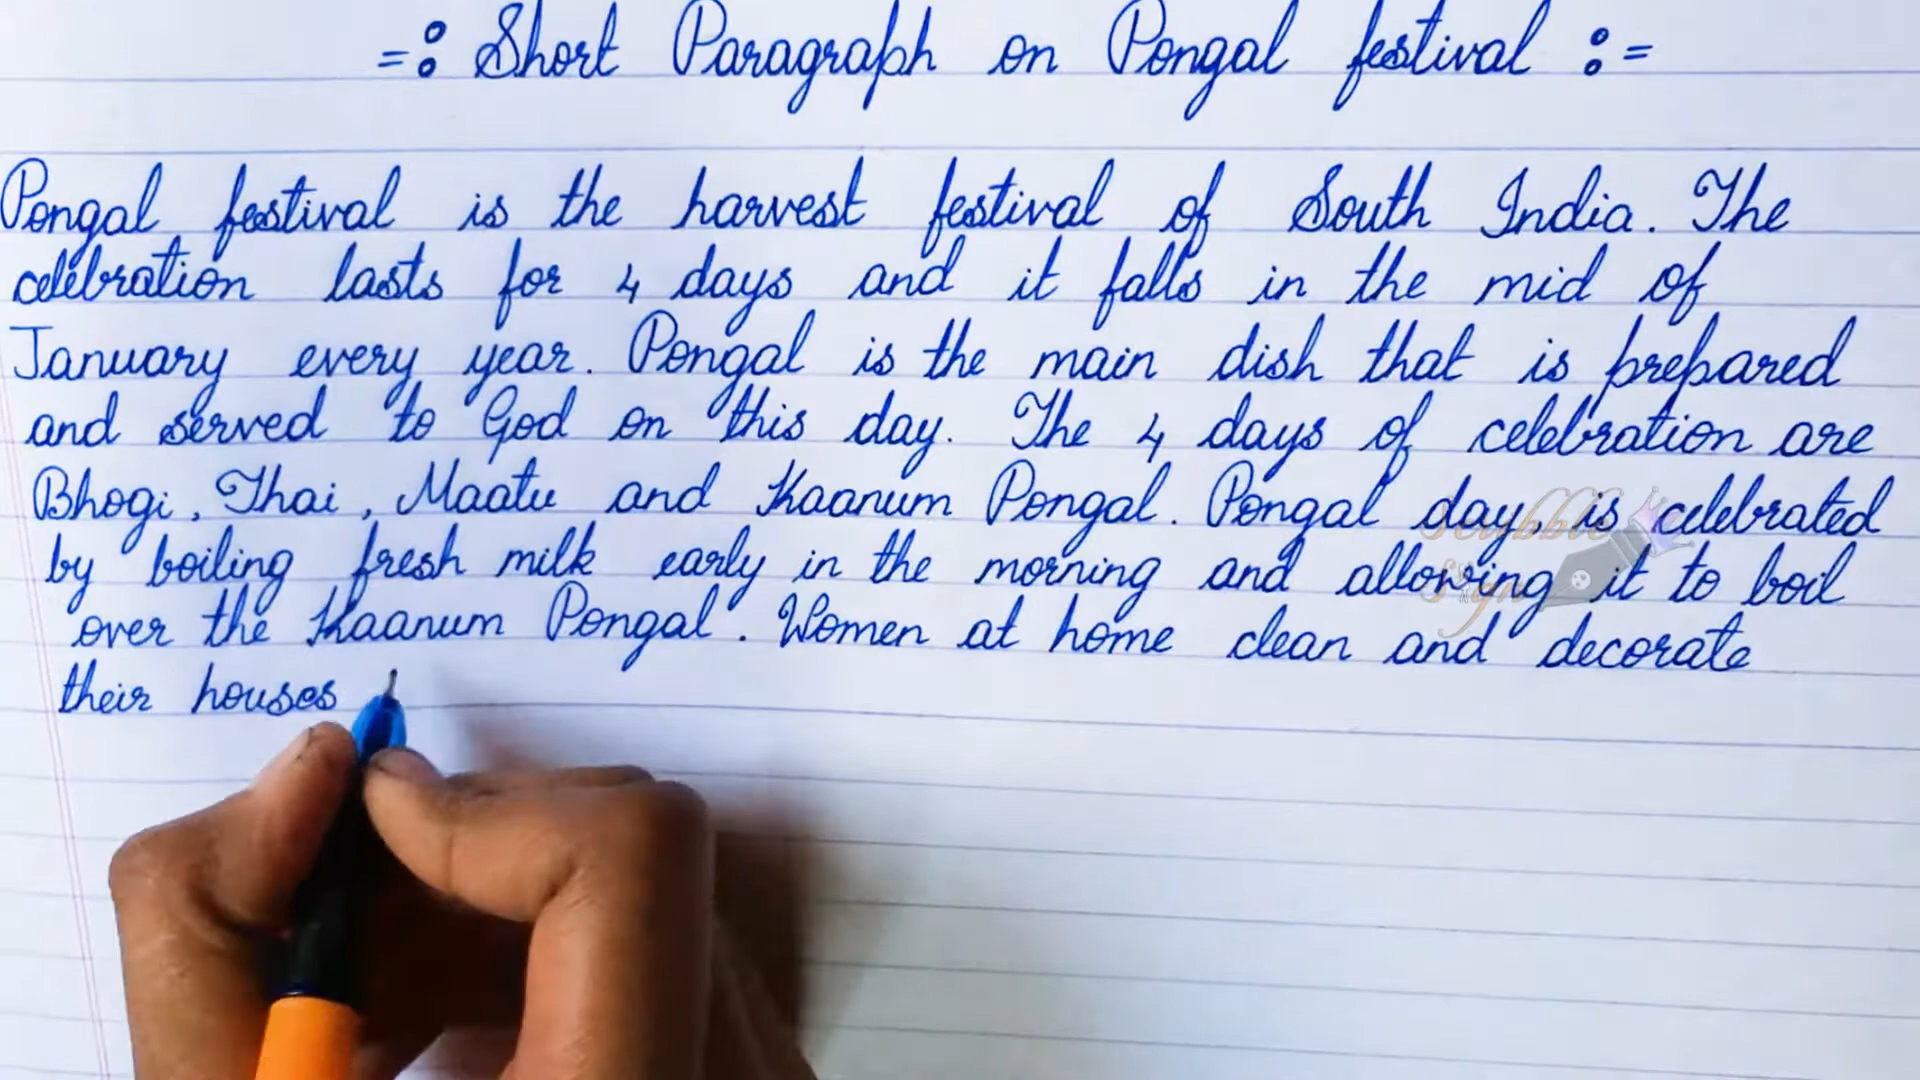 =: Short Paragraph on Pongal festival :=
Pongal festival is the harvest festival of South India. The
celebration lasts for 4 days and it falls in the mid of
January every year. Pongal is the main dish that is prepared
and served to God on this day. The 4 days of celebration are
Bhogi, Thai, Maatu and Kaanum Pongal. Pongal day, is celebrated
by boiling fresh milk early in the morning and allowing it to boil
over the Kaanum Pongal. Women at home clean and decorate
their houses